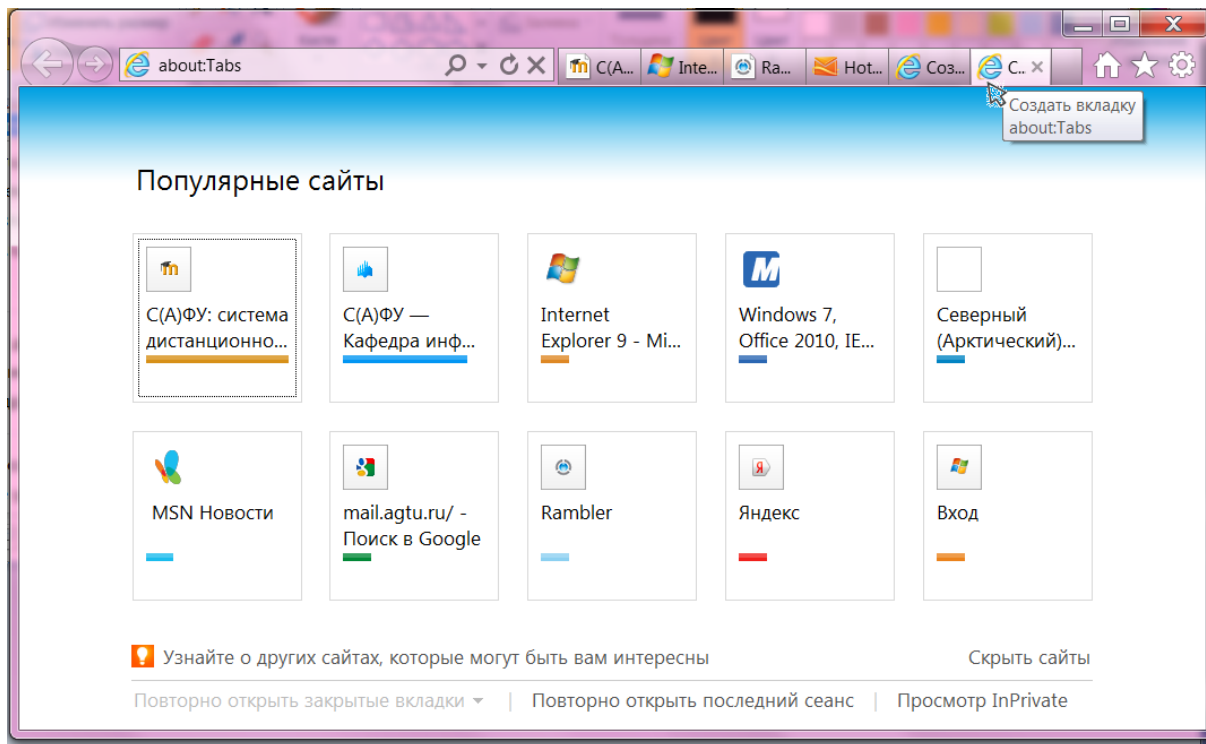 about:Tabs
С(А...
Inte...
Ra...
Hot...
Соз...
С..
Создать вкладку
about:Tabs
Популярные сайты
С(А)ФУ: система
дистанционно...
С(А)ФУ —
Кафедра инф...
Internet
Explorer 9 - Mi...
Windows 7,
Office 2010, IE...
Северный
(Арктический)...
MSN Новости
mail.agtu.ru/ -
Поиск в Google
Rambler
Яндекс
Вход
Узнайте о других сайтах, которые могут быть вам интересны
Скрыть сайты
Повторно открыть закрытые вкладки
Повторно открыть последний сеанс
Просмотр InPrivate